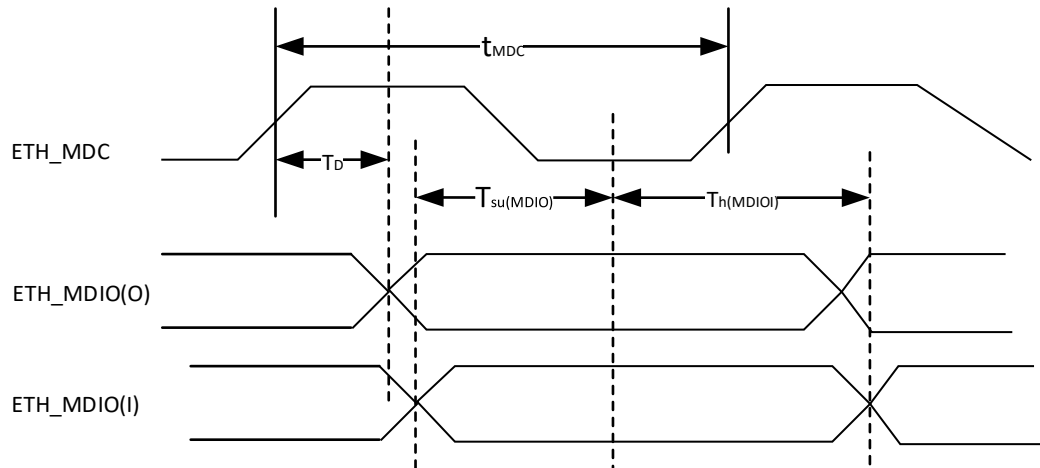 tMDC
ETH_MDC
TD
Tsu(MDIO)
Th(MDIOI)
ETH_MDIO(O)
ETH_MDIO(I)